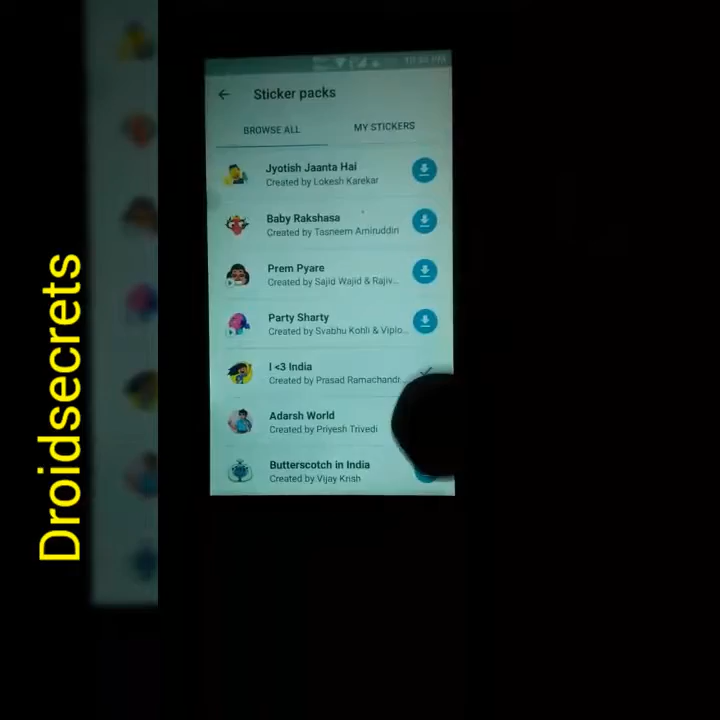 Droidsecrets
Sticker packs
BROWSE ALL
MY STICKERS
Jyotish Jaanta Hai
Created by Lokesh Karekar
Baby Rakshasa
Created by Tasneem Amiruddin
Prem Pyare
Created by Sajid Wajid & Rajiv...
Party Sharty
Created by Svabhu Kohli & Viplo...
I <3 India
Created by Prasad Ramachandr...
Adarsh World
Created by Priyesh Trivedi
Butterscotch in India
Created by Vijay Krish